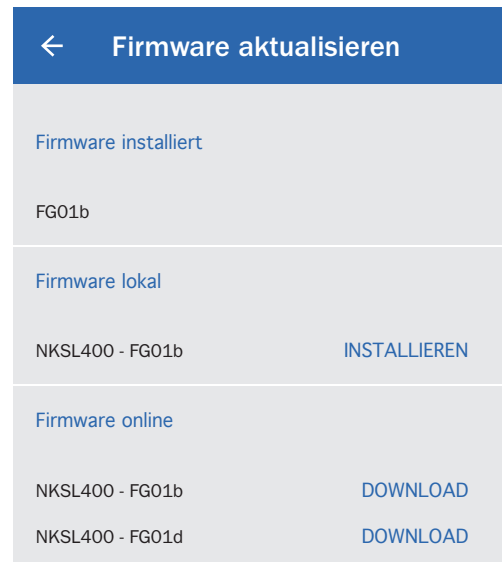 Firmware aktualisieren
Firmware installiert
FG01b
Firmware lokal
NKSL400 - FG01b INSTALLIEREN
Firmware online
NKSL400 - FG01b DOWNLOAD
NKSL400 - FG01d DOWNLOAD